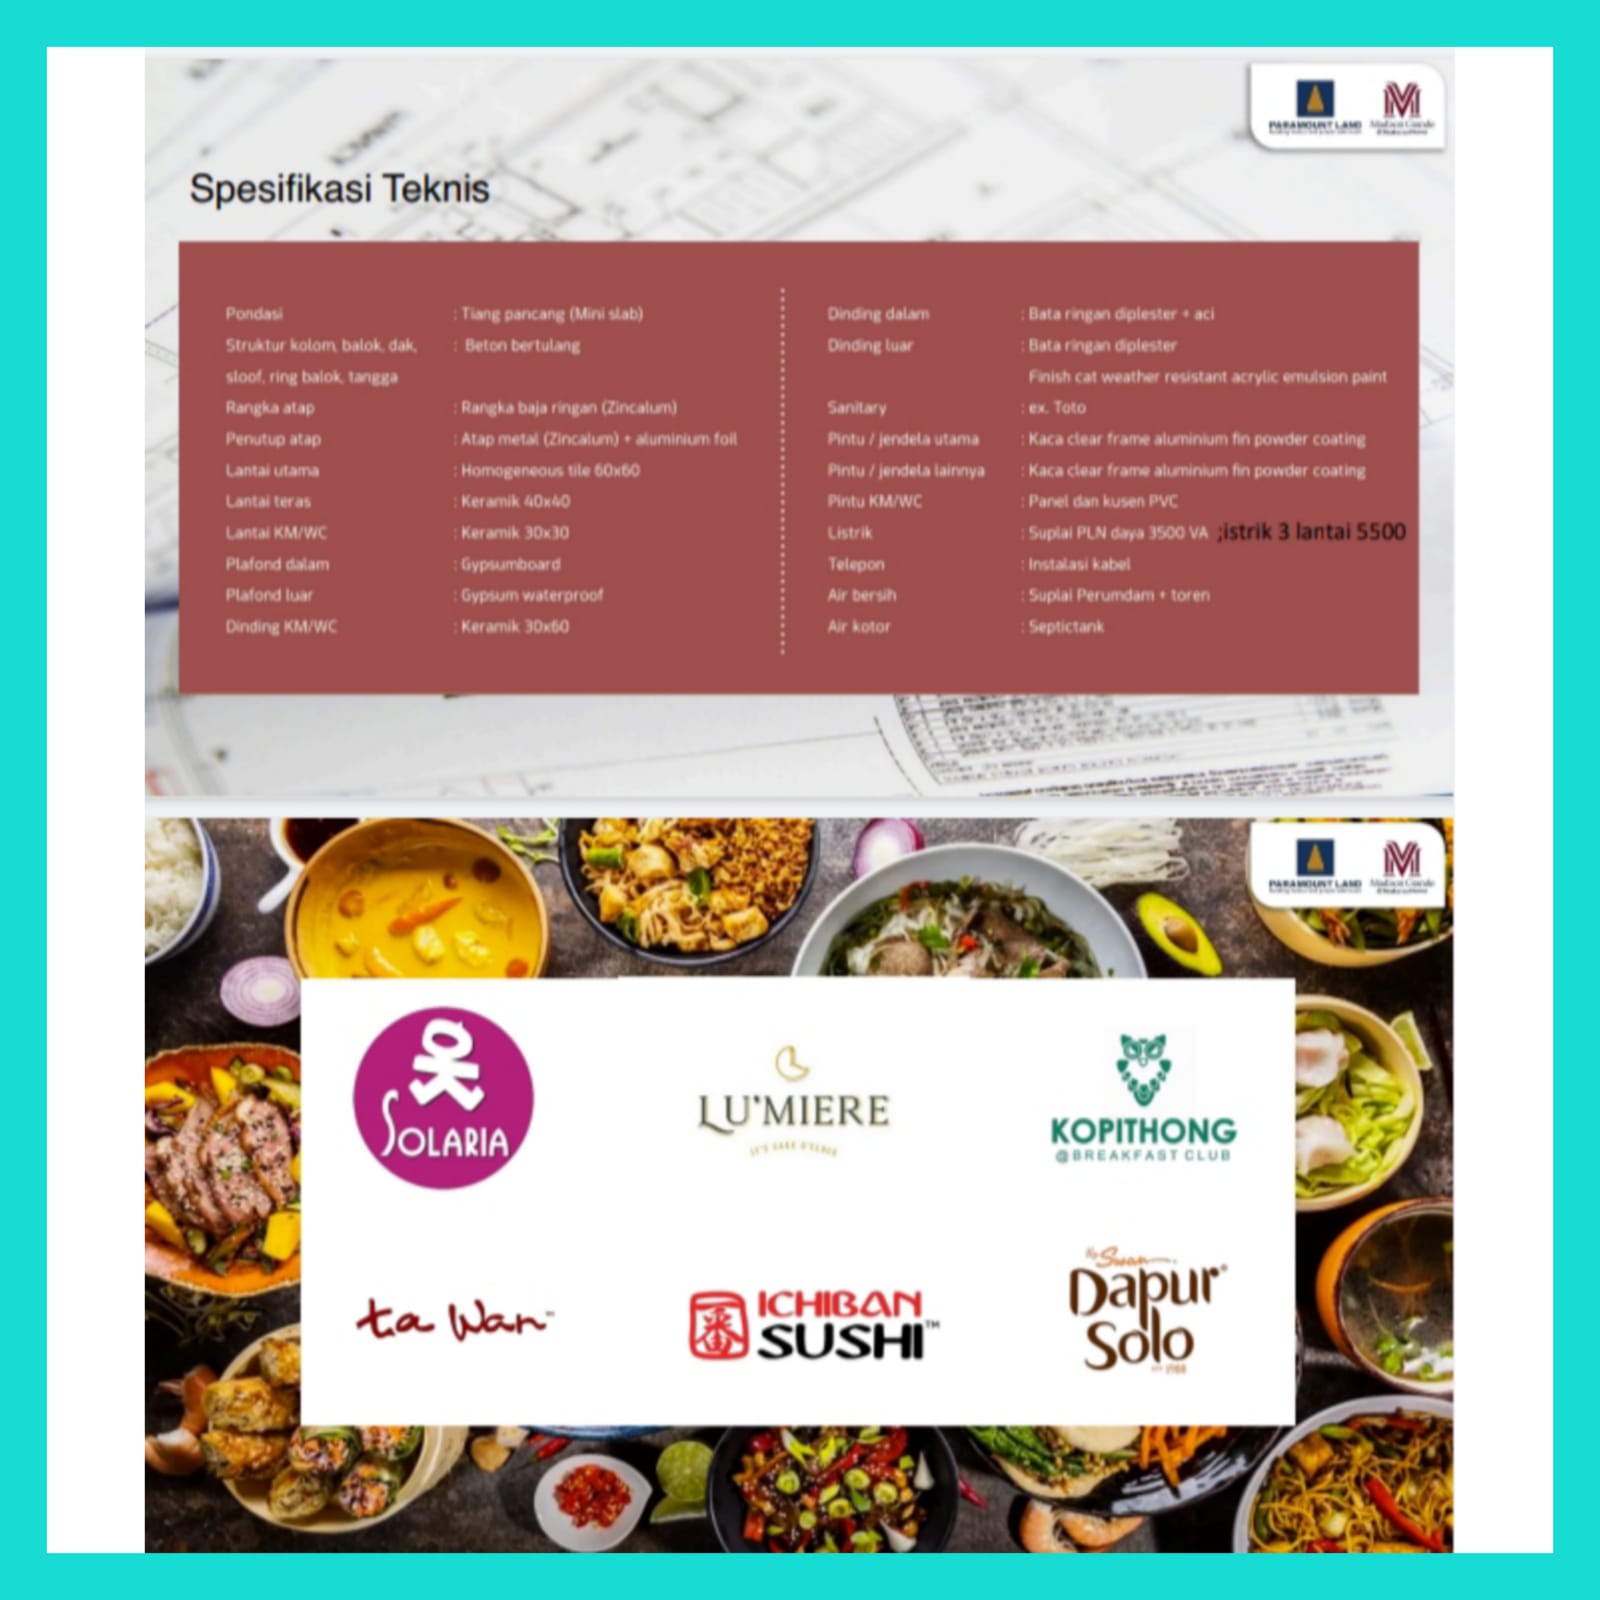 PARAMOUNT LAND
Spesifikasi Teknis
Pondasi : Tiang pancang (Mini slab)
Struktur kolom, balok, dak, : Beton bertulang
sloof, ring balok, tangga
Rangka atap : Rangka baja ringan (Zincalum)
Penutup atap : Atap metal (Zincalum) + aluminium foil
Lantai utama : Homogeneous tile 60x60
Lantai teras : Keramik 40x40
Lantai KM/WC : Keramik 30x30
Plafond dalam : Gypsumboard
Plafond luar : Gypsum waterproof
Dinding KM/WC : Keramik 30x60
Dinding dalam : Bata ringan diplester + aci
Dinding luar : Bata ringan diplester
Finish cat weather resistant acrylic emulsion paint
Sanitary : ex. Toto
Pintu / jendela utama : Kaca clear frame aluminium fin powder coating
Pintu / jendela lainnya : Kaca clear frame aluminium fin powder coating
Pintu KM/WC : Panel dan kusen PVC
Listrik : Suplai PLN daya 3500 VA ;istrik 3 lantai 5500
Telepon : Instalasi kabel
Air bersih : Suplai Perumdam + toren
Air kotor : Septictank
PARAMOUNT LAND
SOLARIA
LU'MIERE
KOPITHONG
@BREAKFAST CLUB
ta Wan
ICHIBAN
SUSHI™
By Swan
Dapur
Solo